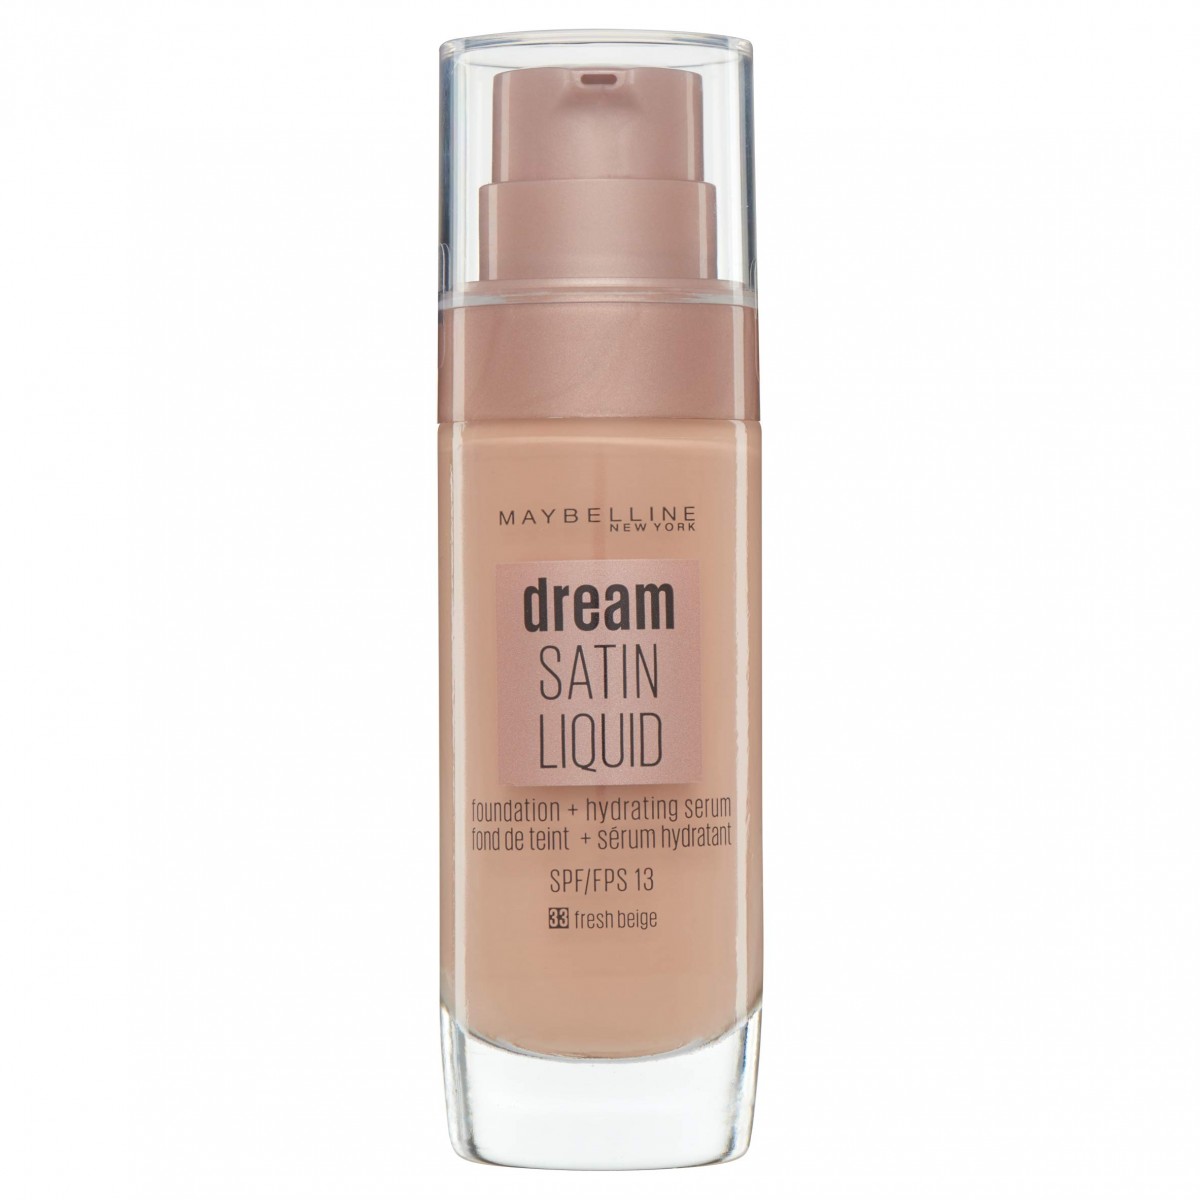 MAYBELLINE
NEW YORK
dream
SATIN
LIQUID
foundation + hydrating serum
fond de teint + sérum hydratant
SPF/FPS 13
33 fresh beige